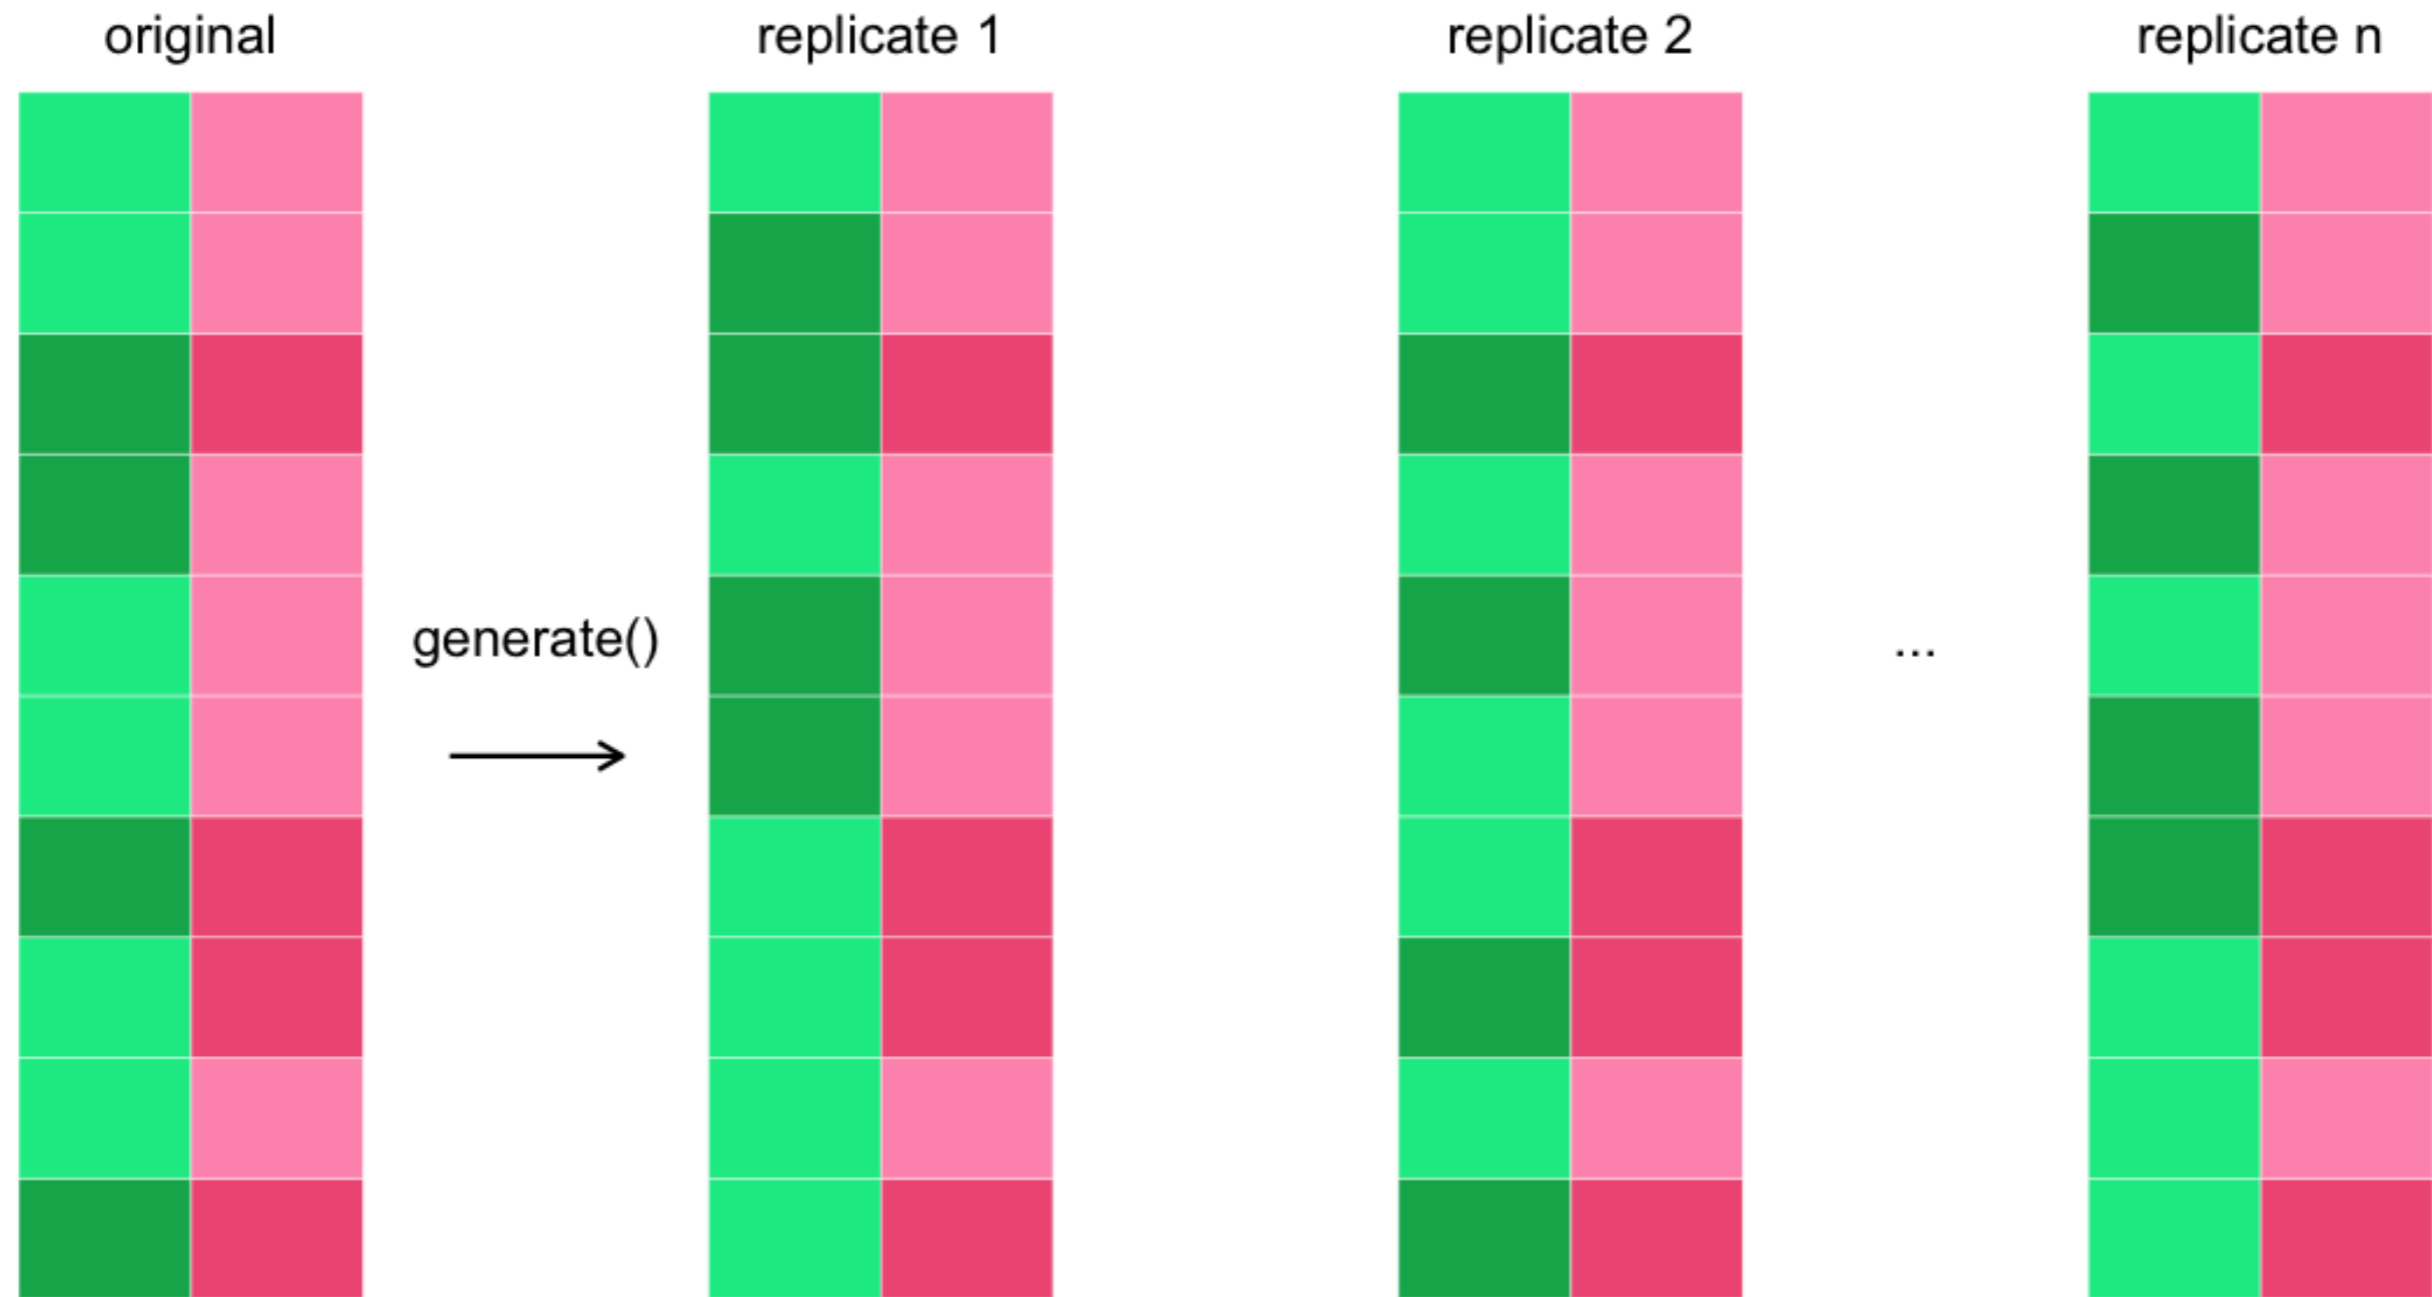 original
replicate 1
replicate 2
replicate n
generate()
...